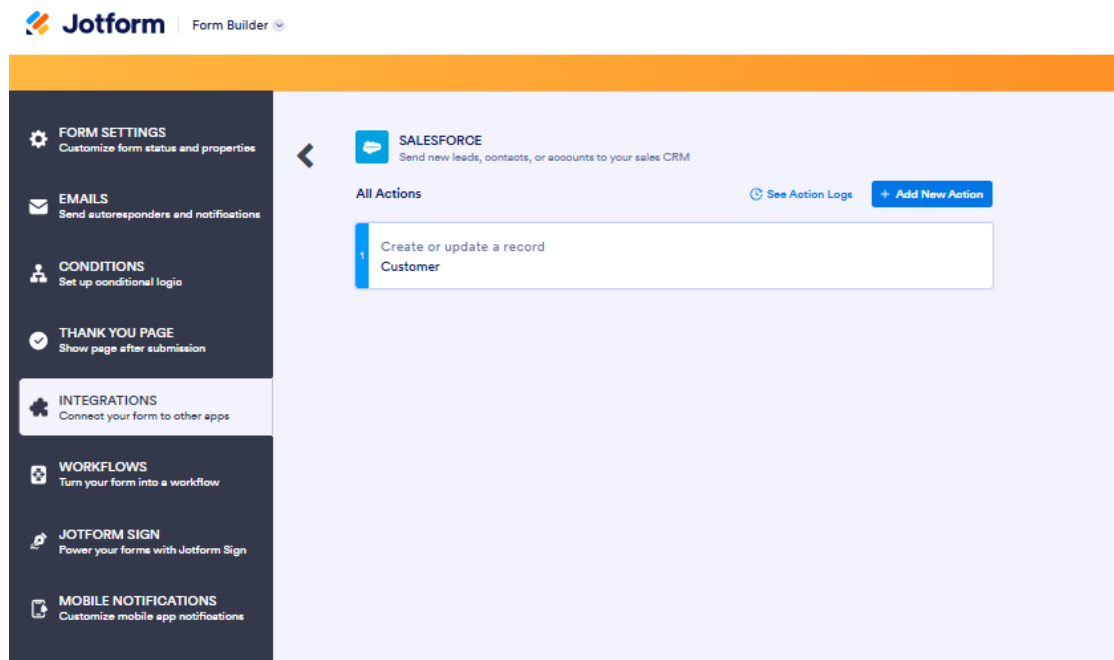 Jotform
Form Builder
FORM SETTINGS
Customize form status and properties
EMAILS
Send autoresponders and notifications
CONDITIONS
Set up conditional logic
THANK YOU PAGE
Show page after submission
INTEGRATIONS
Connect your form to other apps
WORKFLOWS
Turn your form into a workflow
JOTFORM SIGN
Power your forms with Jotform Sign
MOBILE NOTIFICATIONS
Customize mobile app notifications
SALESFORCE
Send new leads, contacts, or accounts to your sales CRM
All Actions
See Action Logs
+ Add New Action
1
Create or update a record
Customer